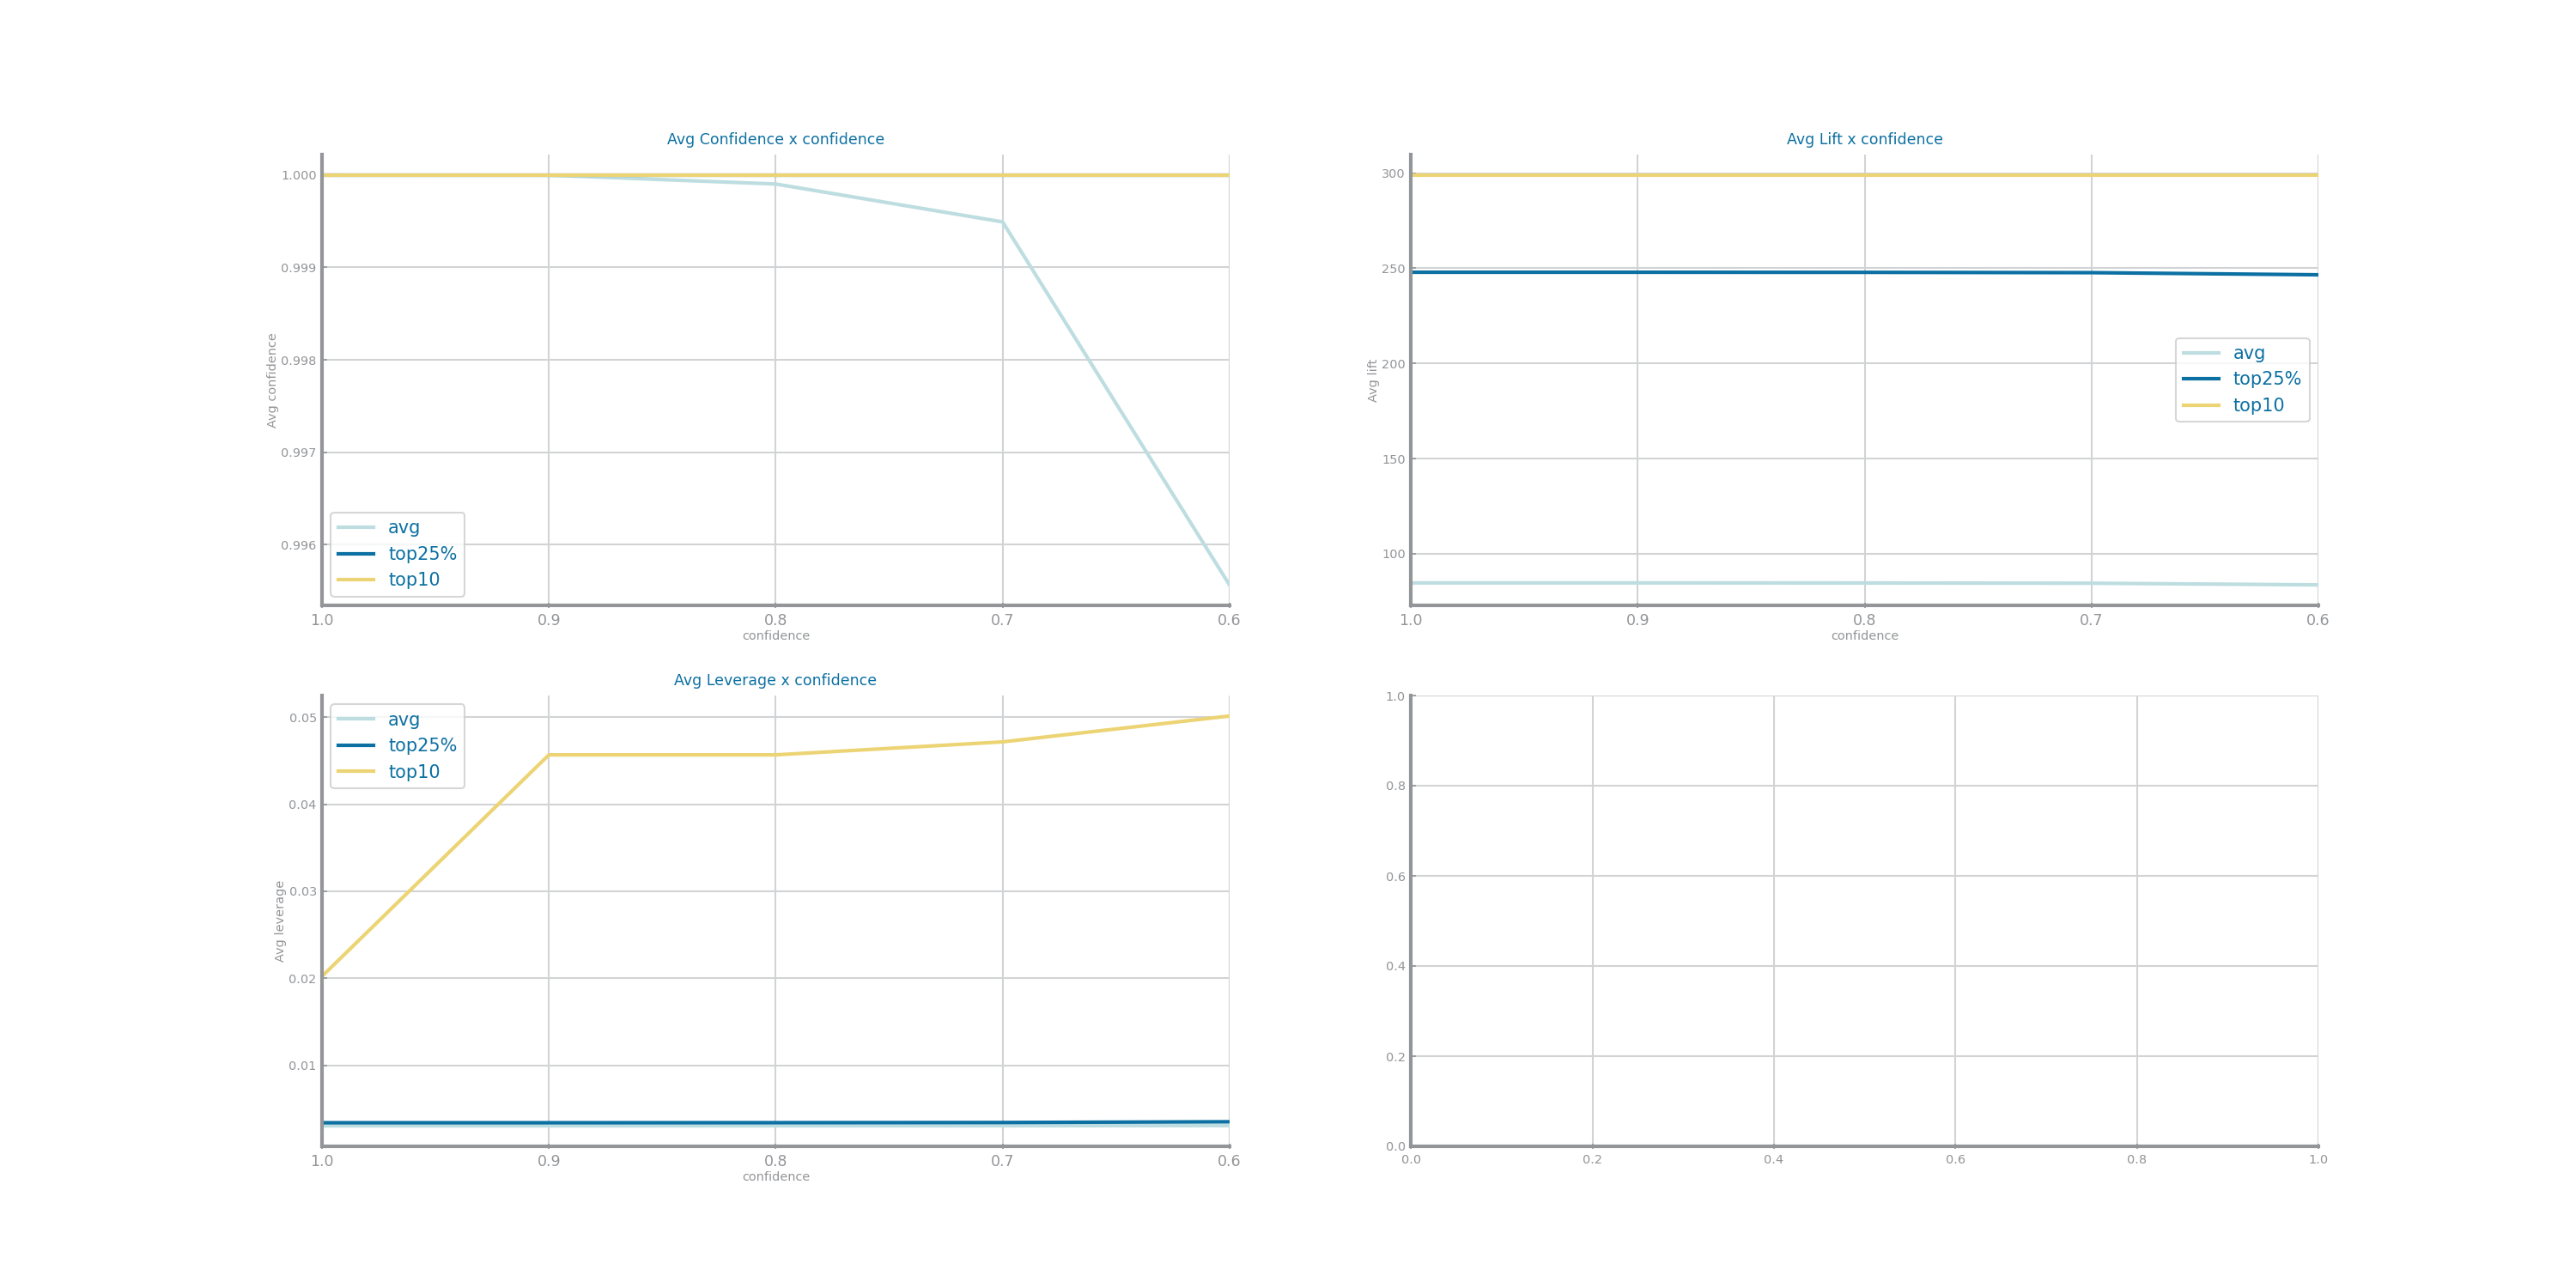 Avg Confidence x confidence
1.000
0.999
0.998
0.997
0.996
Avg confidence
avg
top25%
top10
1.0 0.9 0.8 0.7 0.6
confidence
Avg Lift x confidence
300
250
200
150
100
Avg lift
avg
top25%
top10
1.0 0.9 0.8 0.7 0.6
confidence
Avg Leverage x confidence
0.05
0.04
0.03
0.02
0.01
Avg leverage
avg
top25%
top10
1.0 0.9 0.8 0.7 0.6
confidence
1.0
0.8
0.6
0.4
0.2
0.0
0.0 0.2 0.4 0.6 0.8 1.0